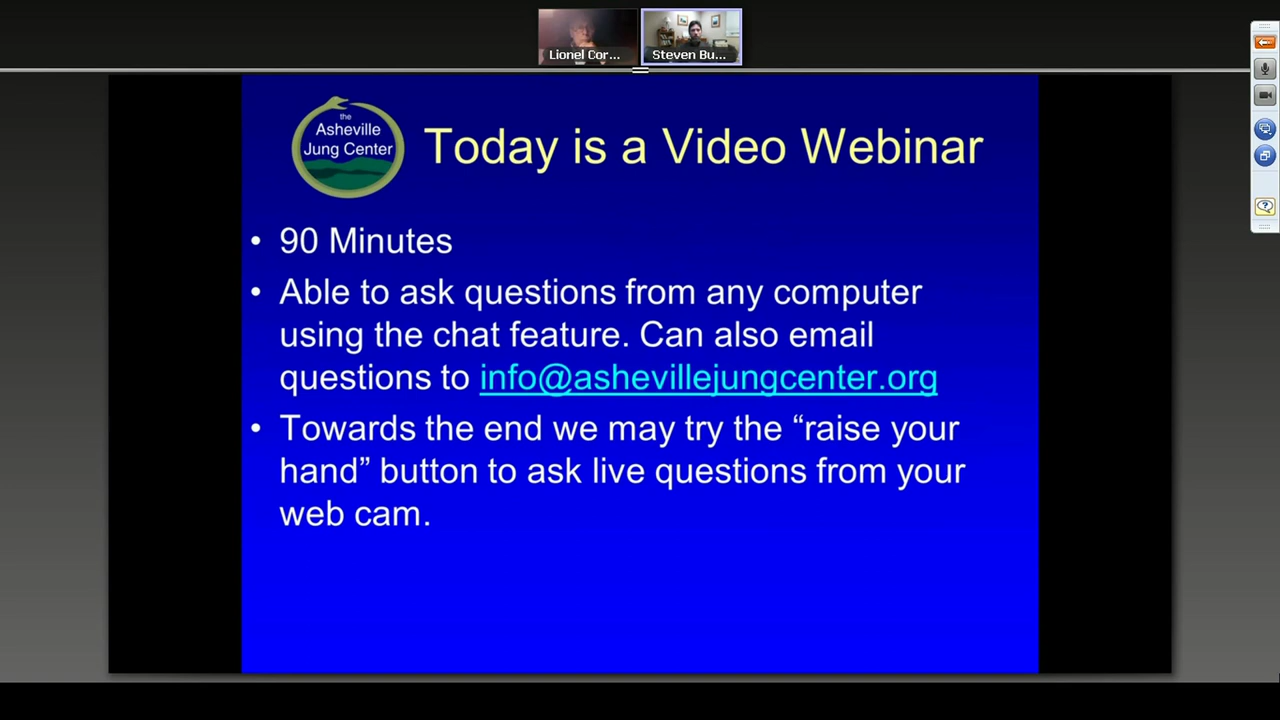 Lionel Cor...
Steven Bu...
the
Asheville
Jung Center
Today is a Video Webinar
• 90 Minutes
• Able to ask questions from any computer
using the chat feature. Can also email
questions to info@ashevillejungcenter.org
• Towards the end we may try the “raise your
hand” button to ask live questions from your
web cam.